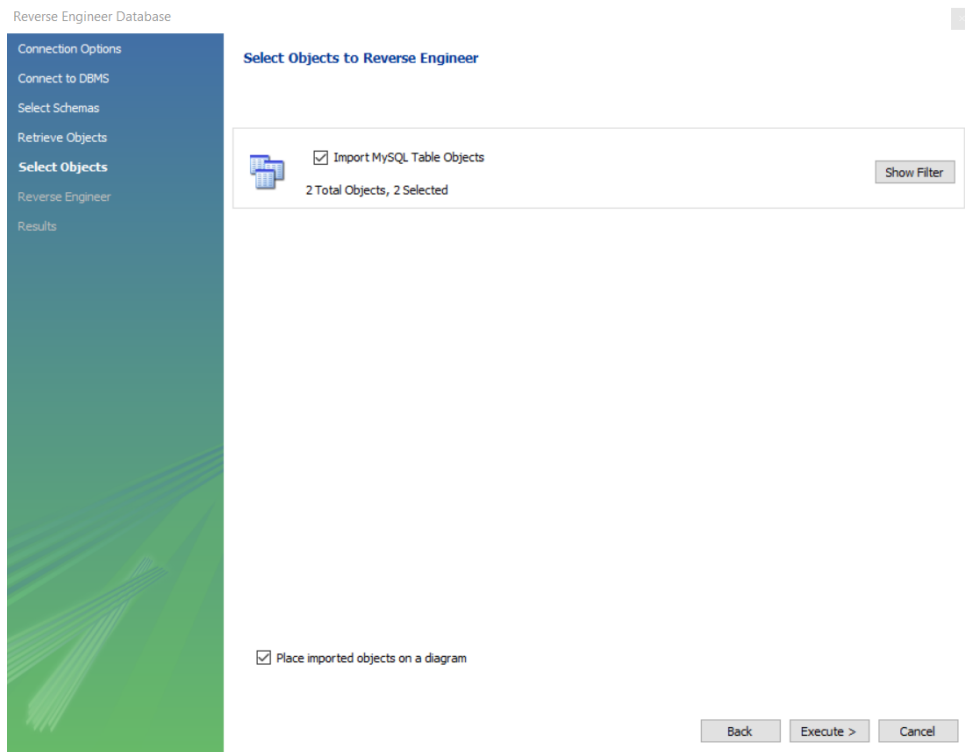 Reverse Engineer Database
Connection Options
Connect to DBMS
Select Schemas
Retrieve Objects
Select Objects
Reverse Engineer
Results
Select Objects to Reverse Engineer
Import MySQL Table Objects
2 Total Objects, 2 Selected
Show Filter
Place imported objects on a diagram
Back
Execute >
Cancel